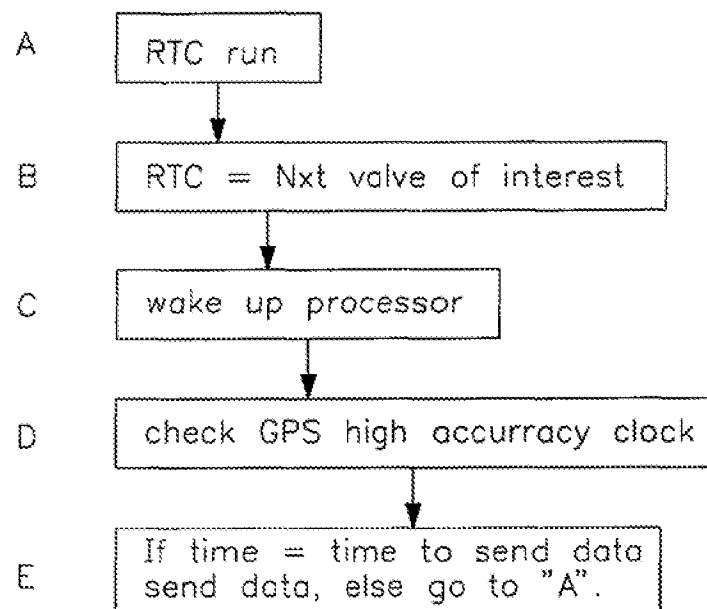 A
RTC run
B
RTC = Nxt valve of interest
C
wake up processor
D
check GPS high accurracy clock
E
If time = time to send data
send data, else go to "A".